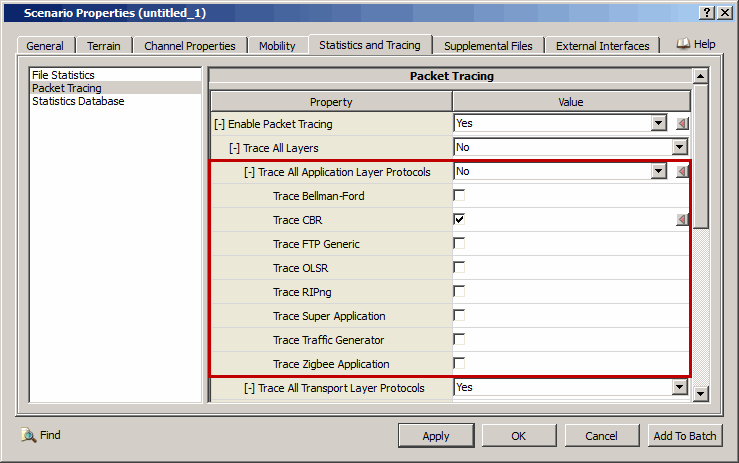 Scenario Properties (untitled_1)
General Terrain Channel Properties Mobility Statistics and Tracing Supplemental Files External Interfaces Help
File Statistics
Packet Tracing
Statistics Database
Packet Tracing
Property Value
[-] Enable Packet Tracing Yes
[-] Trace All Layers No
[-] Trace All Application Layer Protocols No
Trace Bellman-Ford
Trace CBR
Trace FTP Generic
Trace OLSR
Trace RIPng
Trace Super Application
Trace Traffic Generator
Trace Zigbee Application
[-] Trace All Transport Layer Protocols Yes
Find Apply OK Cancel Add To Batch